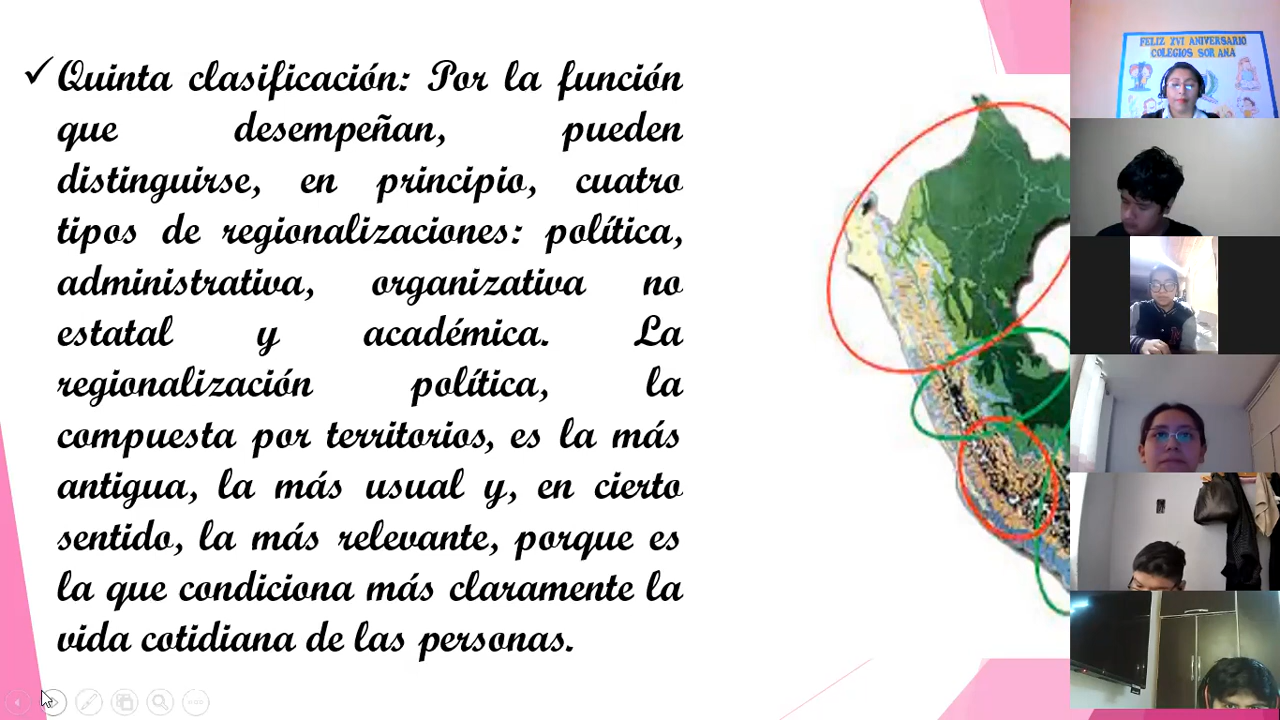 ✓Quinta clasificación: Por la función
que desempeñan, pueden
distinguirse, en principio, cuatro
tipos de regionalizaciones: política,
administrativa, organizativa no
estatal y académica. La
regionalización política, la
compuesta por territorios, es la más
antigua, la más usual y, en cierto
sentido, la más relevante, porque es
la que condiciona más claramente la
vida cotidiana de las personas.
FELIZ XVI ANIVERSARIO
COLEGIOS SOR ANA